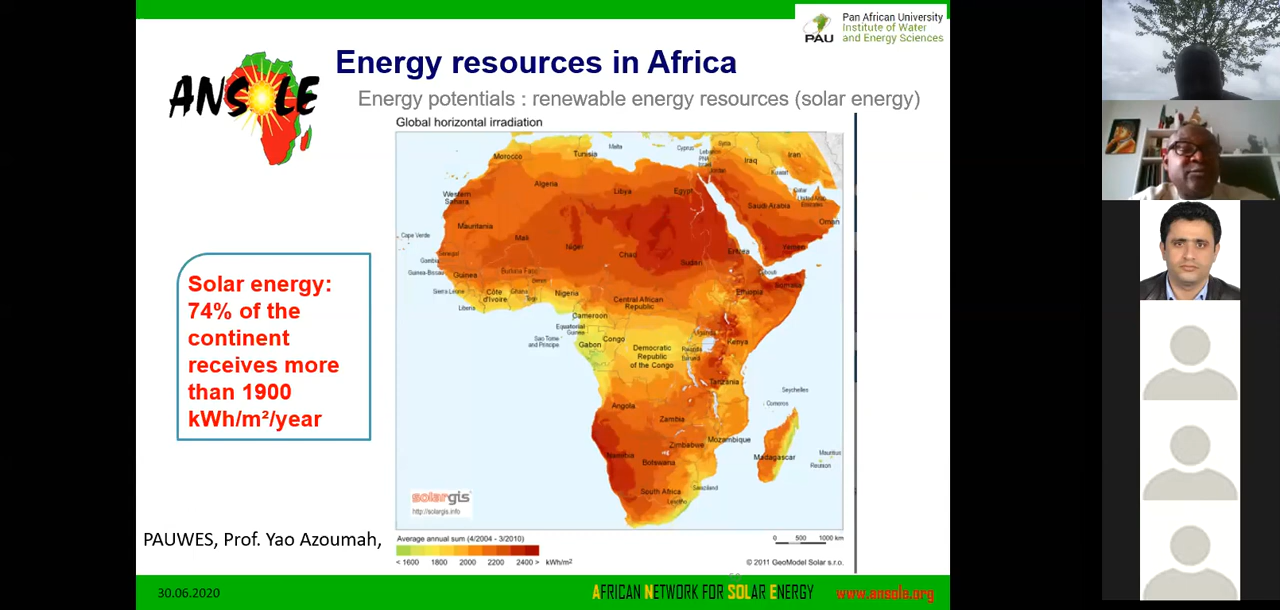 Pan African University
Institute of Water
and Energy Sciences
PAU
ANSOLE
Energy resources in Africa
Energy potentials : renewable energy resources (solar energy)
Global horizontal irradiation
Morocco
Tunisia
Malta
Cyprus
Syria
Lebanon
PNA
Iraq
Iran
Jordan
Kuwait
Algeria
Libya
Egypt
Qatar
United Arab
Emirates
Western
Sahara
Saudi Arabia
Oman
Mauritania
Cape Verde
Mali
Niger
Chad
Sudan
Eritrea
Yemen
Senegal
Gambia
Guinea-Bissau
Guinea
Burkina Faso
Benin
Djibouti
Somalia
Sierra Leone
Côte
d'Ivoire
Ghana
Togo
Nigeria
Ethiopia
Liberia
Central African
Republic
Cameroon
Equatorial
Guinea
Sao Tome
and Principe
Gabon
Congo
Uganda
Kenya
Democratic
Republic
of the Congo
Rwanda
Burundi
Tanzania
Seychelles
Comoros
Angola
Zambia
Zimbabwe
Mozambique
Namibia
Botswana
Madagascar
Mauritius
Reunion
South Africa
Swaziland
Lesotho
solargis
http://solargis.info
Solar energy:
74% of the
continent
receives more
than 1900
kWh/m²/year
PAUWES, Prof. Yao Azoumah,
Average annual sum (4/2004 - 3/2010)
< 1600 1800 2000 2200 2400 > kWh/m²
0 500 1000 km
© 2011 GeoModel Solar s.r.o.
30.06.2020
AFRICAN NETWORK FOR SOLAR ENERGY
www.ansole.org